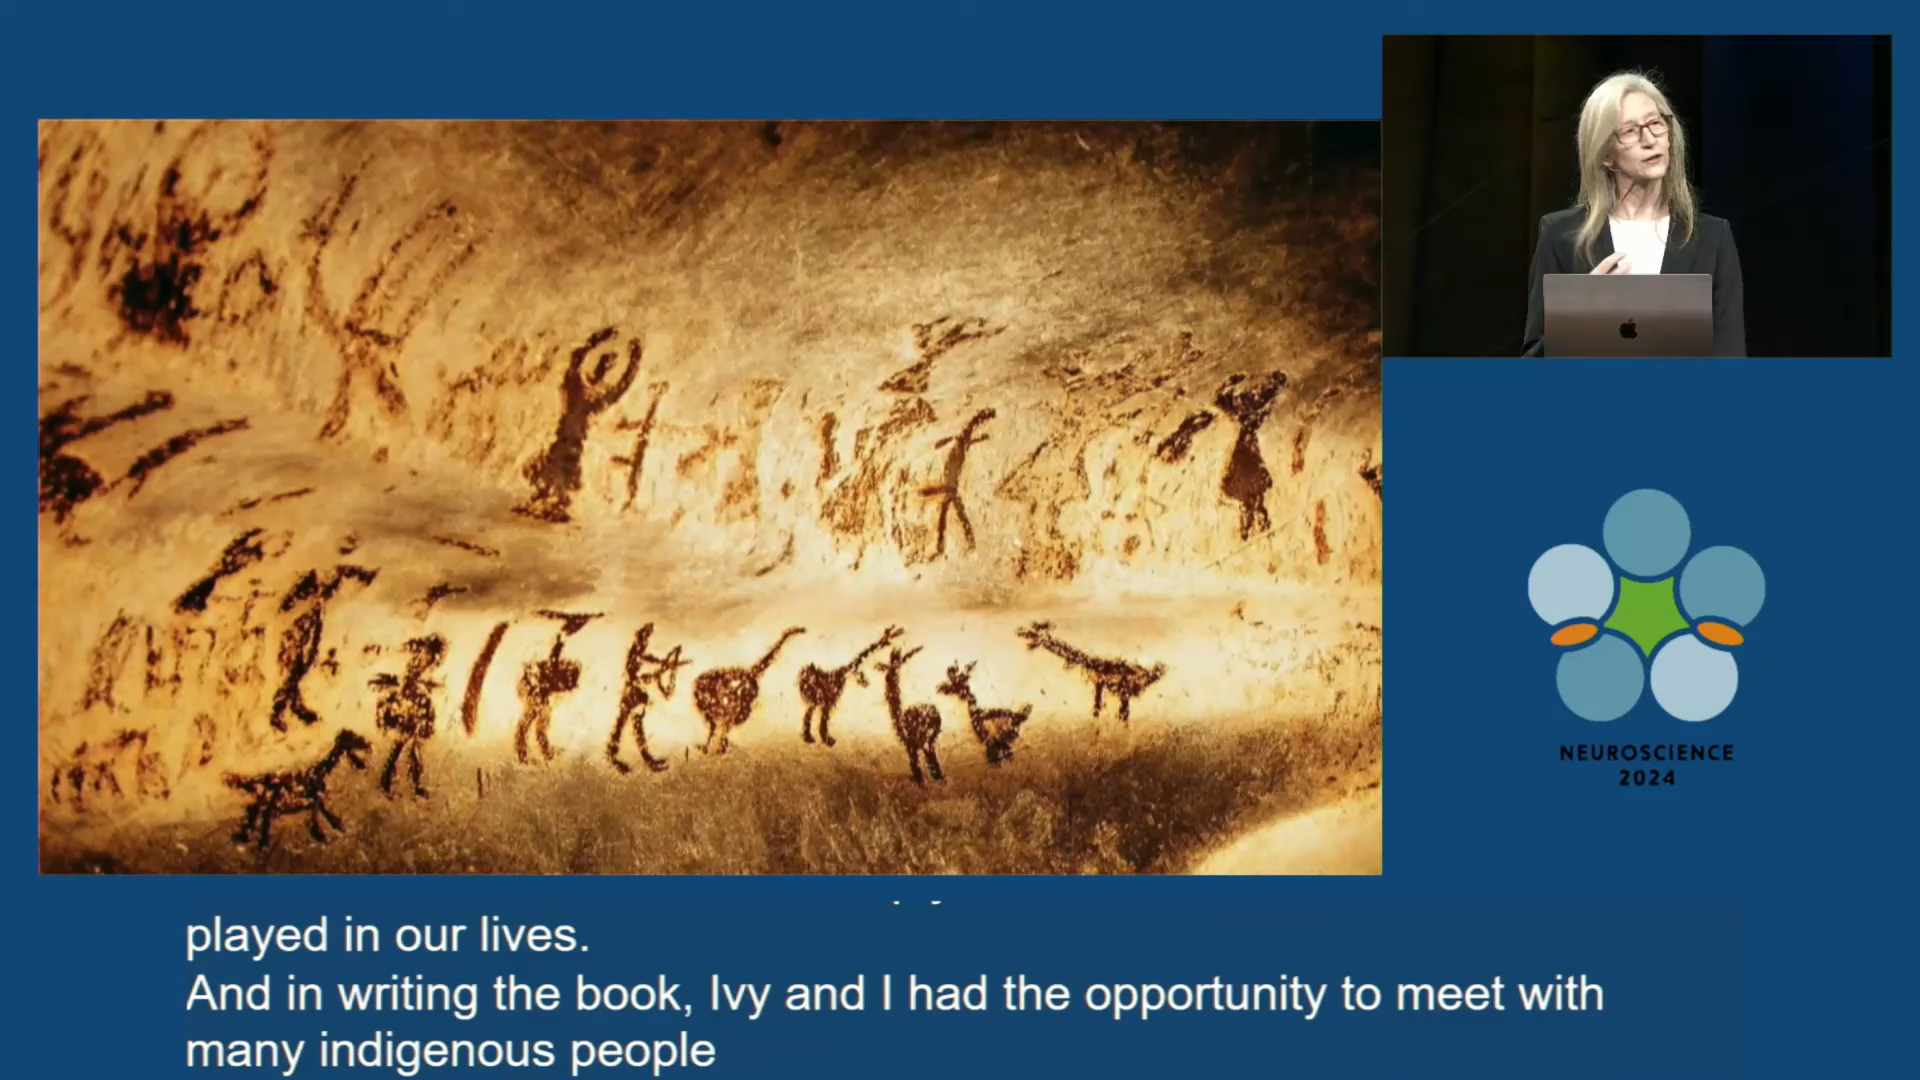 played in our lives.
And in writing the book, Ivy and I had the opportunity to meet with
many indigenous people
NEUROSCiENCE
2024